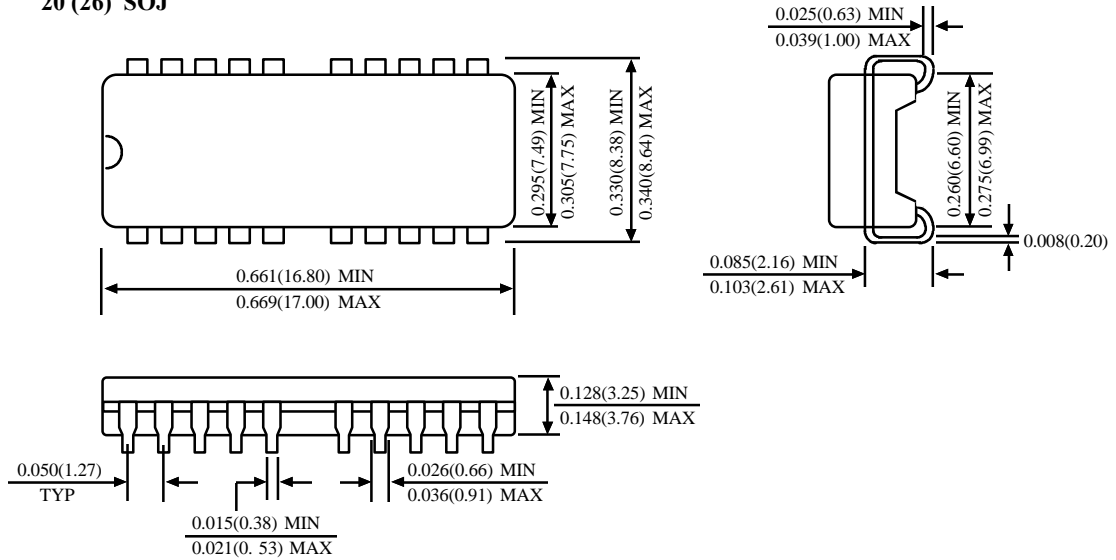 20 (26) SOJ
0.025(0.63) MIN
0.039(1.00) MAX
0.295(7.49) MIN
0.305(7.75) MAX
0.330(8.38) MIN
0.340(8.64) MAX
0.260(6.60) MIN
0.275(6.99) MAX
0.008(0.20)
0.661(16.80) MIN
0.669(17.00) MAX
0.085(2.16) MIN
0.103(2.61) MAX
0.128(3.25) MIN
0.148(3.76) MAX
0.050(1.27)
TYP
0.026(0.66) MIN
0.036(0.91) MAX
0.015(0.38) MIN
0.021(0. 53) MAX